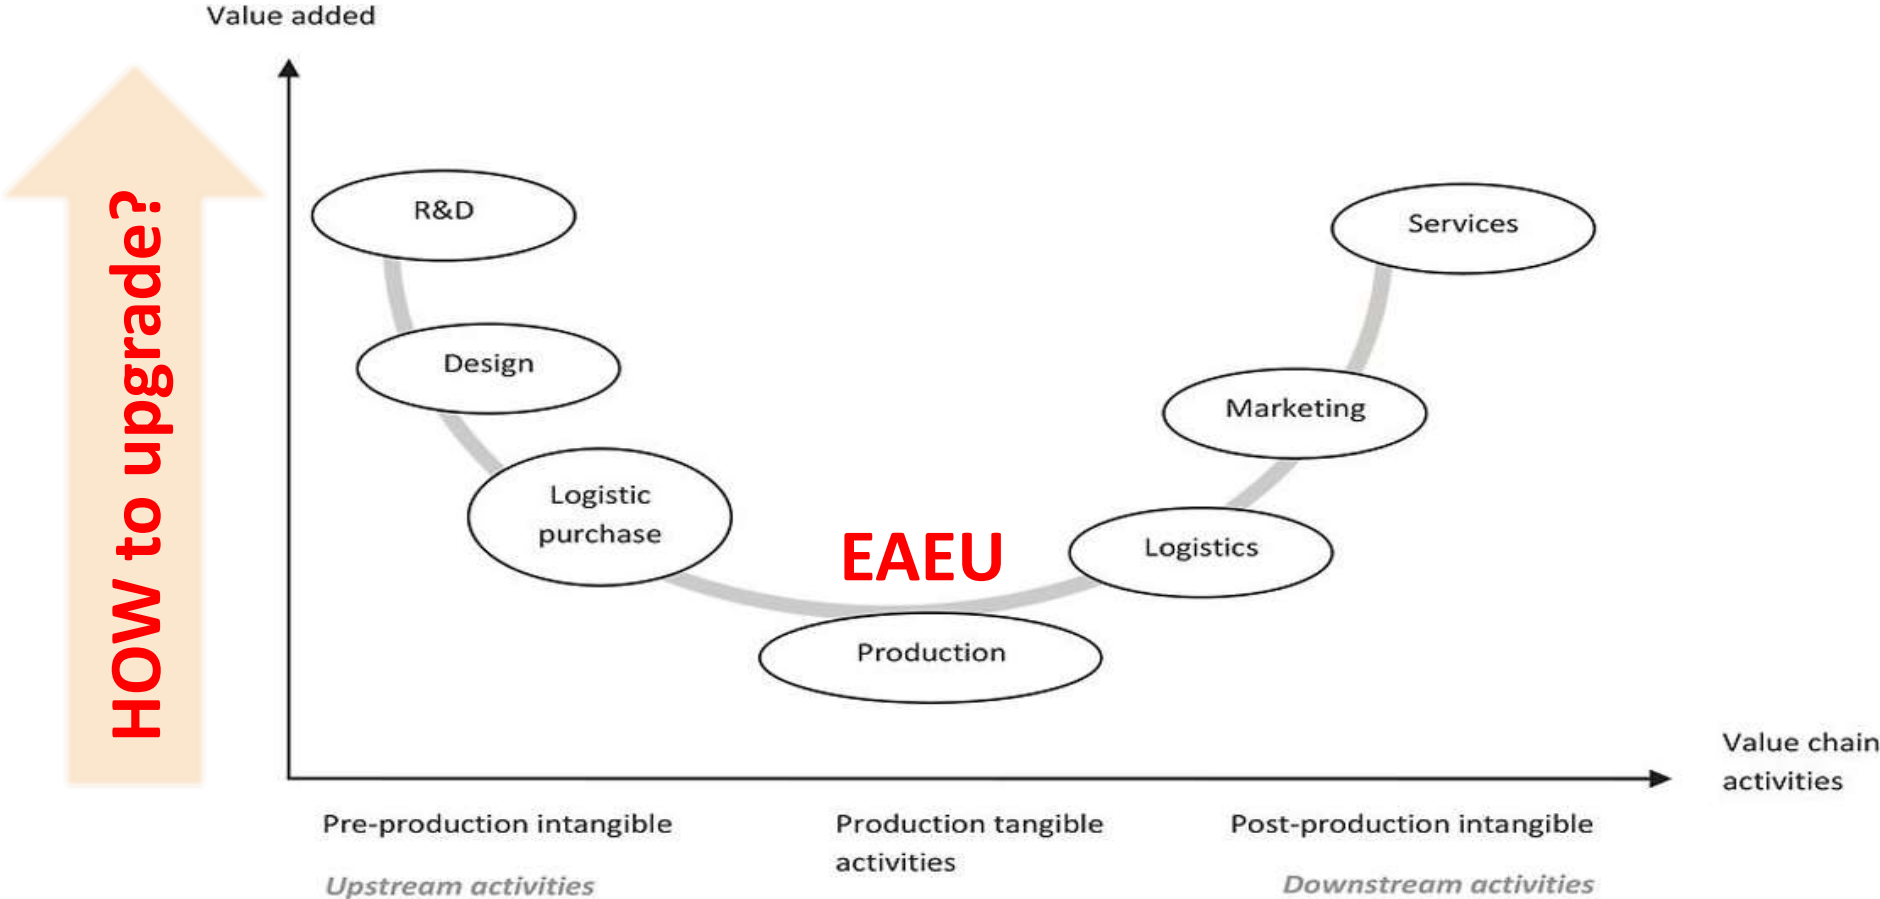 Value added
HOW to upgrade?
R&D
Services
Design
Marketing
Logistic
purchase
EAEU
Logistics
Production
Value chain
activities
Pre-production intangible
Production tangible
activities
Post-production intangible
Upstream activities
Downstream activities